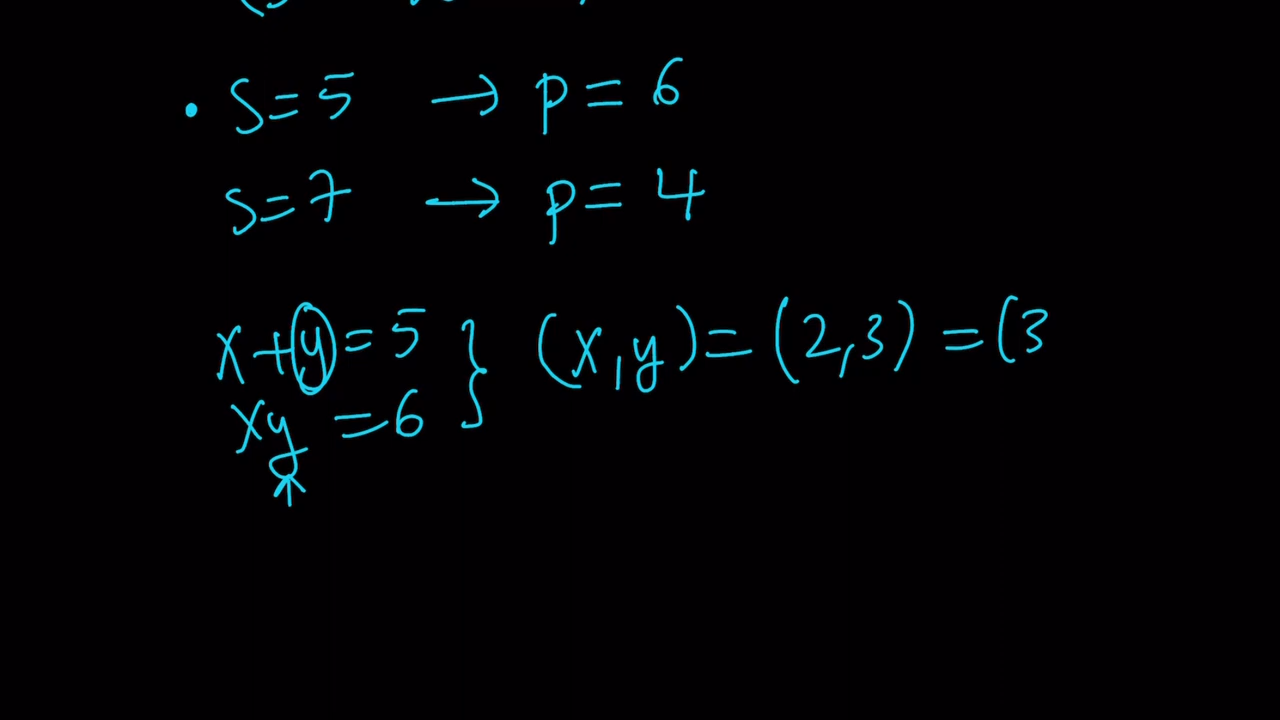 • S=5 → p=6
s=7 → p=4
x+y=5 } (x,y)=(2,3)=(3
xy=6